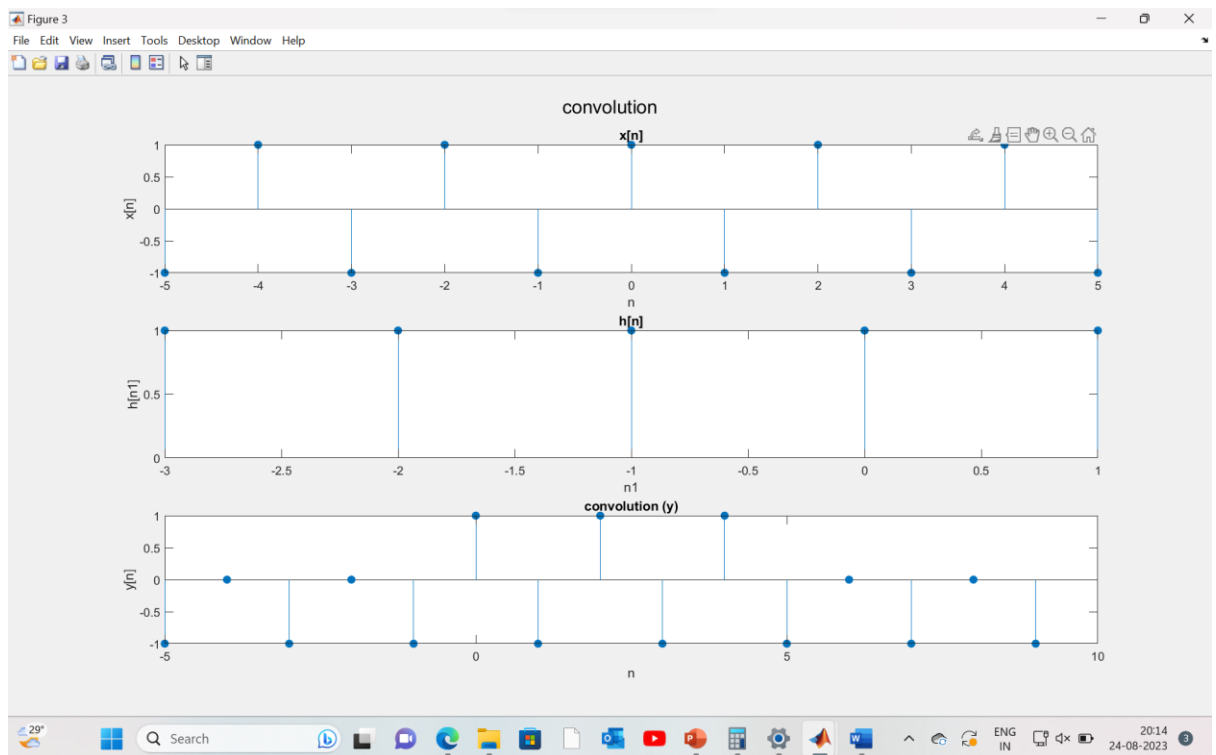 Figure 3
File Edit View Insert Tools Desktop Window Help
convolution
x[n]
1
0.5
0
-0.5
-1
x[n]
-5 -4 -3 -2 -1 0 1 2 3 4 5
n
h[n]
1
0.5
0
h[n1]
-3 -2.5 -2 -1.5 -1 -0.5 0 0.5 1
n1
convolution (y)
1
0.5
0
-0.5
-1
y[n]
-5 0 5 10
n
29°
Search
ENG
IN
20:14
24-08-2023
3